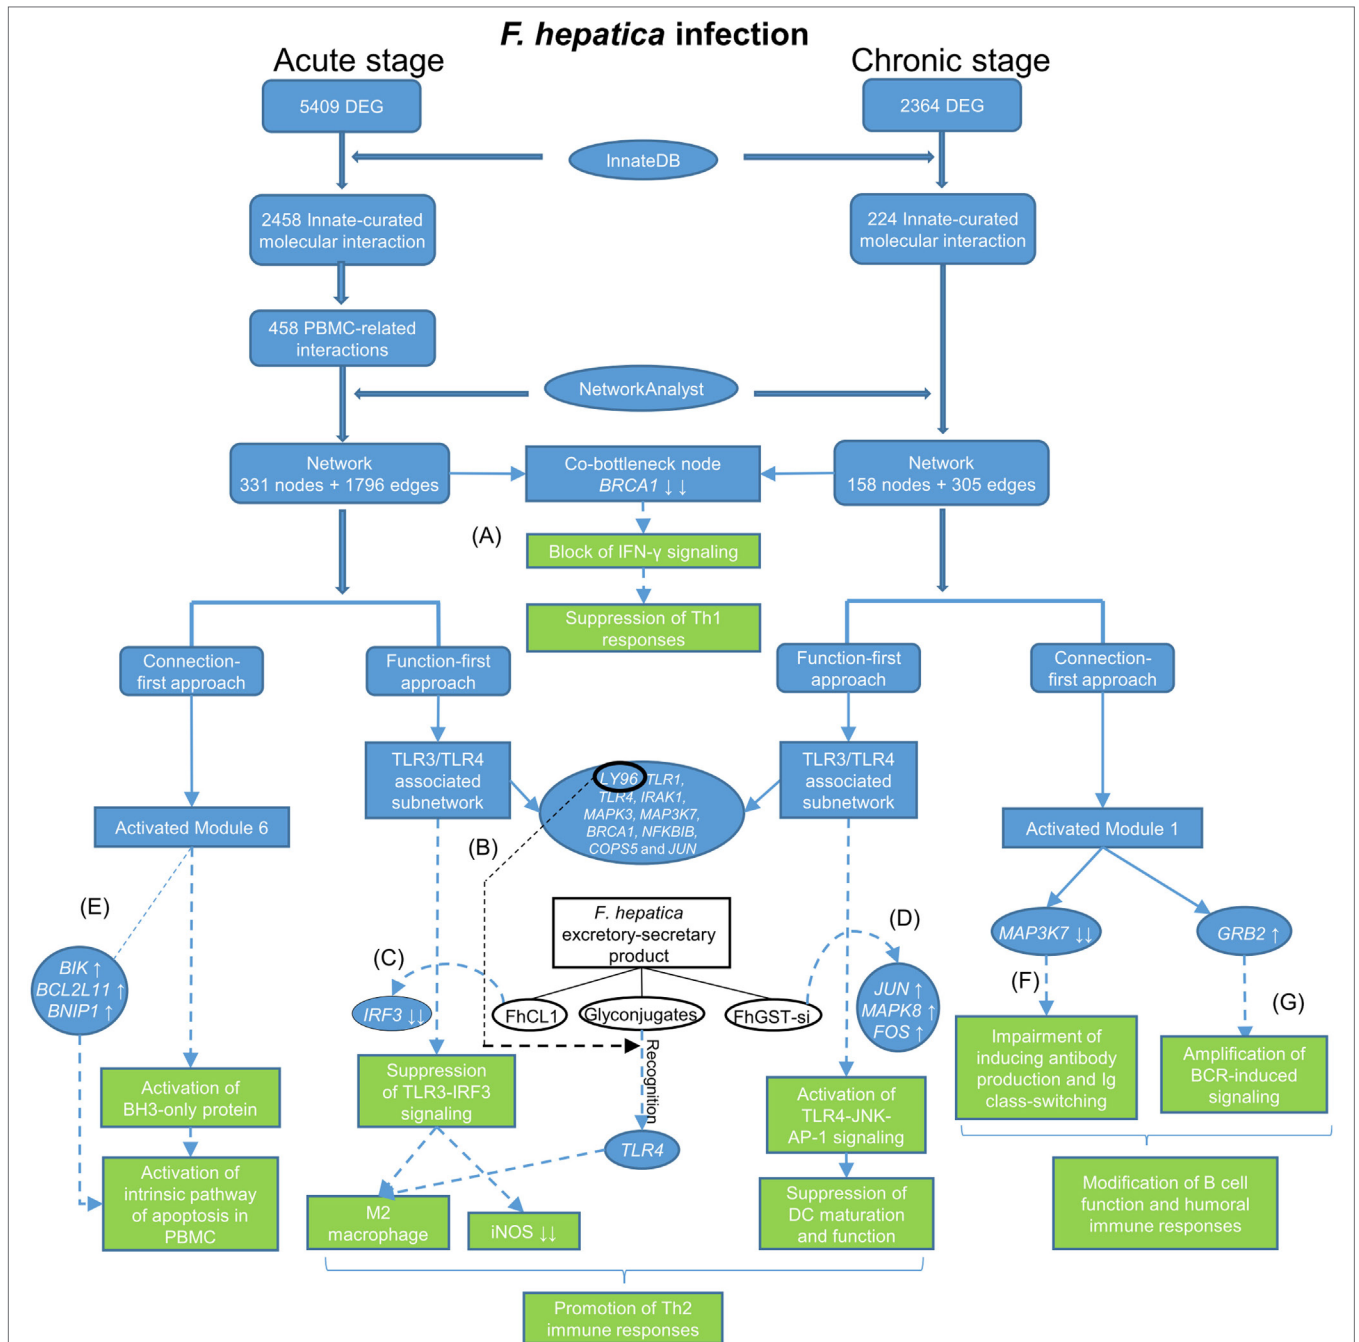 F. hepatica infection
Acute stage
Chronic stage
5409 DEG
2364 DEG
InnateDB
2458 Innate-curated
molecular interaction
224 Innate-curated
molecular interaction
458 PBMC-related
interactions
NetworkAnalyst
Network
331 nodes + 1796 edges
Co-bottleneck node
BRCA1 ↓ ↓
Network
158 nodes + 305 edges
(A)
Block of IFN-γ signaling
Suppression of Th1
responses
Connection-
first approach
Function-first
approach
Function-first
approach
Connection-
first approach
TLR3/TLR4
associated
subnetwork
LY96, TLR1,
TLR4, IRAK1,
MAPK3, MAP3K7,
BRCA1, NFKBIB,
COPS5 and JUN
TLR3/TLR4
associated
subnetwork
Activated Module 6
Activated Module 1
(B)
(E)
F. hepatica
excretory-secretary
product
(D)
MAP3K7 ↓↓
GRB2 ↑
(C)
BIK ↑
BCL2L11 ↑
BNIP1 ↑
IRF3 ↓↓
FhCL1
Glyconjugates
FhGST-si
JUN ↑
MAPK8 ↑
FOS ↑
(F)
(G)
Recognition
Suppression
of TLR3-IRF3
signaling
Impairment of
inducing antibody
production and Ig
class-switching
Amplification of
BCR-induced
signaling
Activation of
BH3-only protein
Activation of
TLR4-JNK-
AP-1 signaling
TLR4
Activation of
intrinsic pathway
of apoptosis in
PBMC
M2
macrophage
iNOS ↓↓
Suppression of
DC maturation
and function
Modification of B cell
function and humoral
immune responses
Promotion of Th2
immune responses